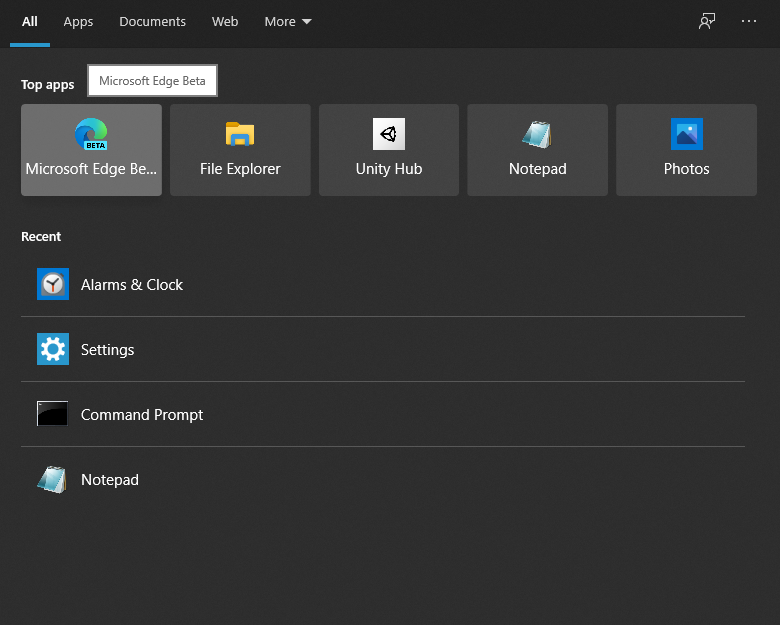 All Apps Documents Web More
Microsoft Edge Beta
Top apps
BETA
Microsoft Edge Be... File Explorer Unity Hub Notepad Photos
Recent
Alarms & Clock
Settings
Command Prompt
Notepad